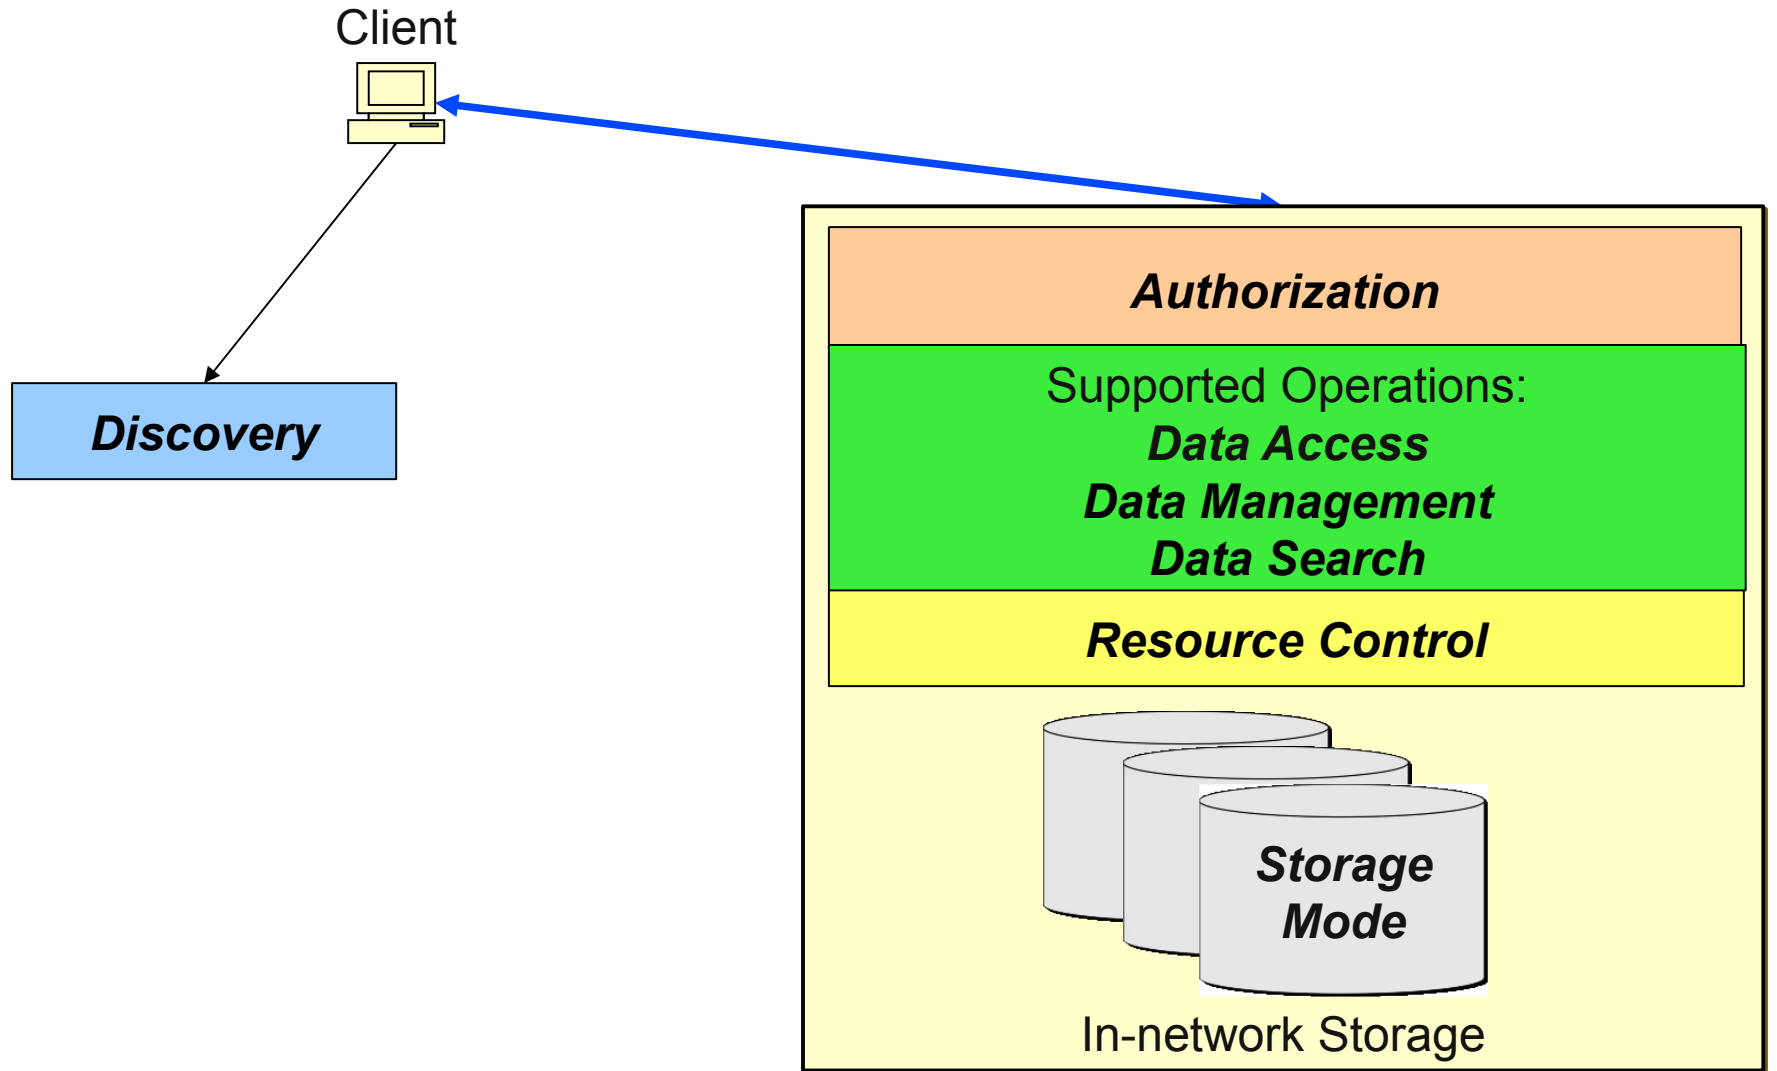 Client
Discovery
Authorization
Supported Operations:
Data Access
Data Management
Data Search
Resource Control
Storage
Mode
In-network Storage